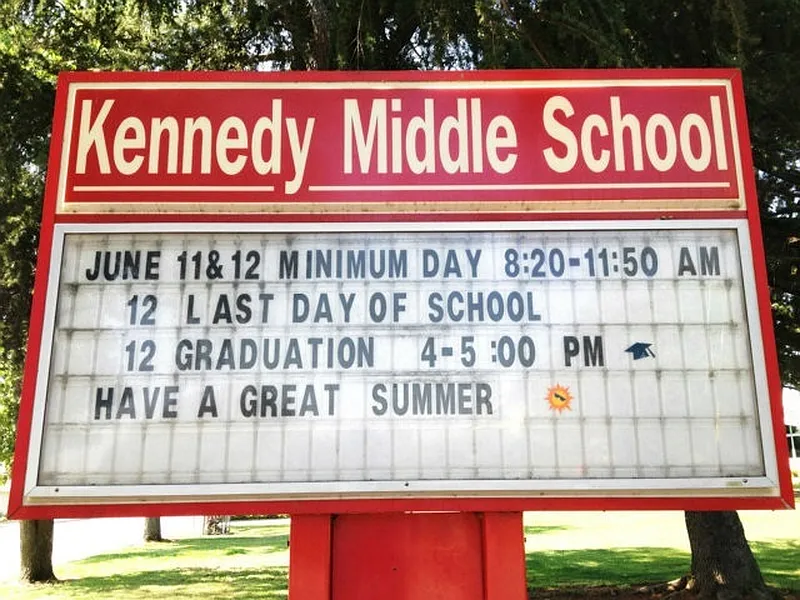 Kennedy Middle School
JUNE 11&12 MINIMUM DAY 8:20-11:50 AM
12 LAST DAY OF SCHOOL
12 GRADUATION 4-5:00 PM
HAVE A GREAT SUMMER